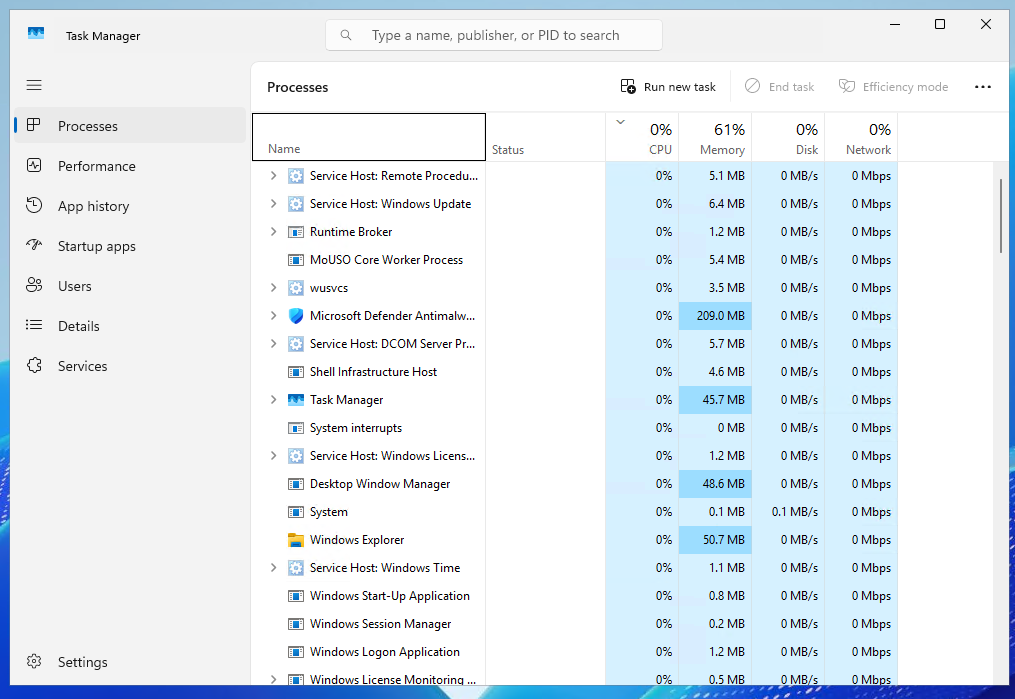 Task Manager
Type a name, publisher, or PID to search
Processes
Performance
App history
Startup apps
Users
Details
Services
Settings
Processes
Run new task
End task
Efficiency mode
Name Status 0% CPU 61% Memory 0% Disk 0% Network
Service Host: Remote Procedu... 0% 5.1 MB 0 MB/s 0 Mbps
Service Host: Windows Update 0% 6.4 MB 0 MB/s 0 Mbps
Runtime Broker 0% 1.2 MB 0 MB/s 0 Mbps
MoUSO Core Worker Process 0% 5.4 MB 0 MB/s 0 Mbps
wusvcs 0% 3.5 MB 0 MB/s 0 Mbps
Microsoft Defender Antimalw... 0% 209.0 MB 0 MB/s 0 Mbps
Service Host: DCOM Server Pr... 0% 5.7 MB 0 MB/s 0 Mbps
Shell Infrastructure Host 0% 4.6 MB 0 MB/s 0 Mbps
Task Manager 0% 45.7 MB 0 MB/s 0 Mbps
System interrupts 0% 0 MB 0 MB/s 0 Mbps
Service Host: Windows Licens... 0% 1.2 MB 0 MB/s 0 Mbps
Desktop Window Manager 0% 48.6 MB 0 MB/s 0 Mbps
System 0% 0.1 MB 0.1 MB/s 0 Mbps
Windows Explorer 0% 50.7 MB 0 MB/s 0 Mbps
Service Host: Windows Time 0% 1.1 MB 0 MB/s 0 Mbps
Windows Start-Up Application 0% 0.8 MB 0 MB/s 0 Mbps
Windows Session Manager 0% 0.2 MB 0 MB/s 0 Mbps
Windows Logon Application 0% 1.2 MB 0 MB/s 0 Mbps
Windows License Monitoring ... 0% 0.5 MB 0 MB/s 0 Mbps